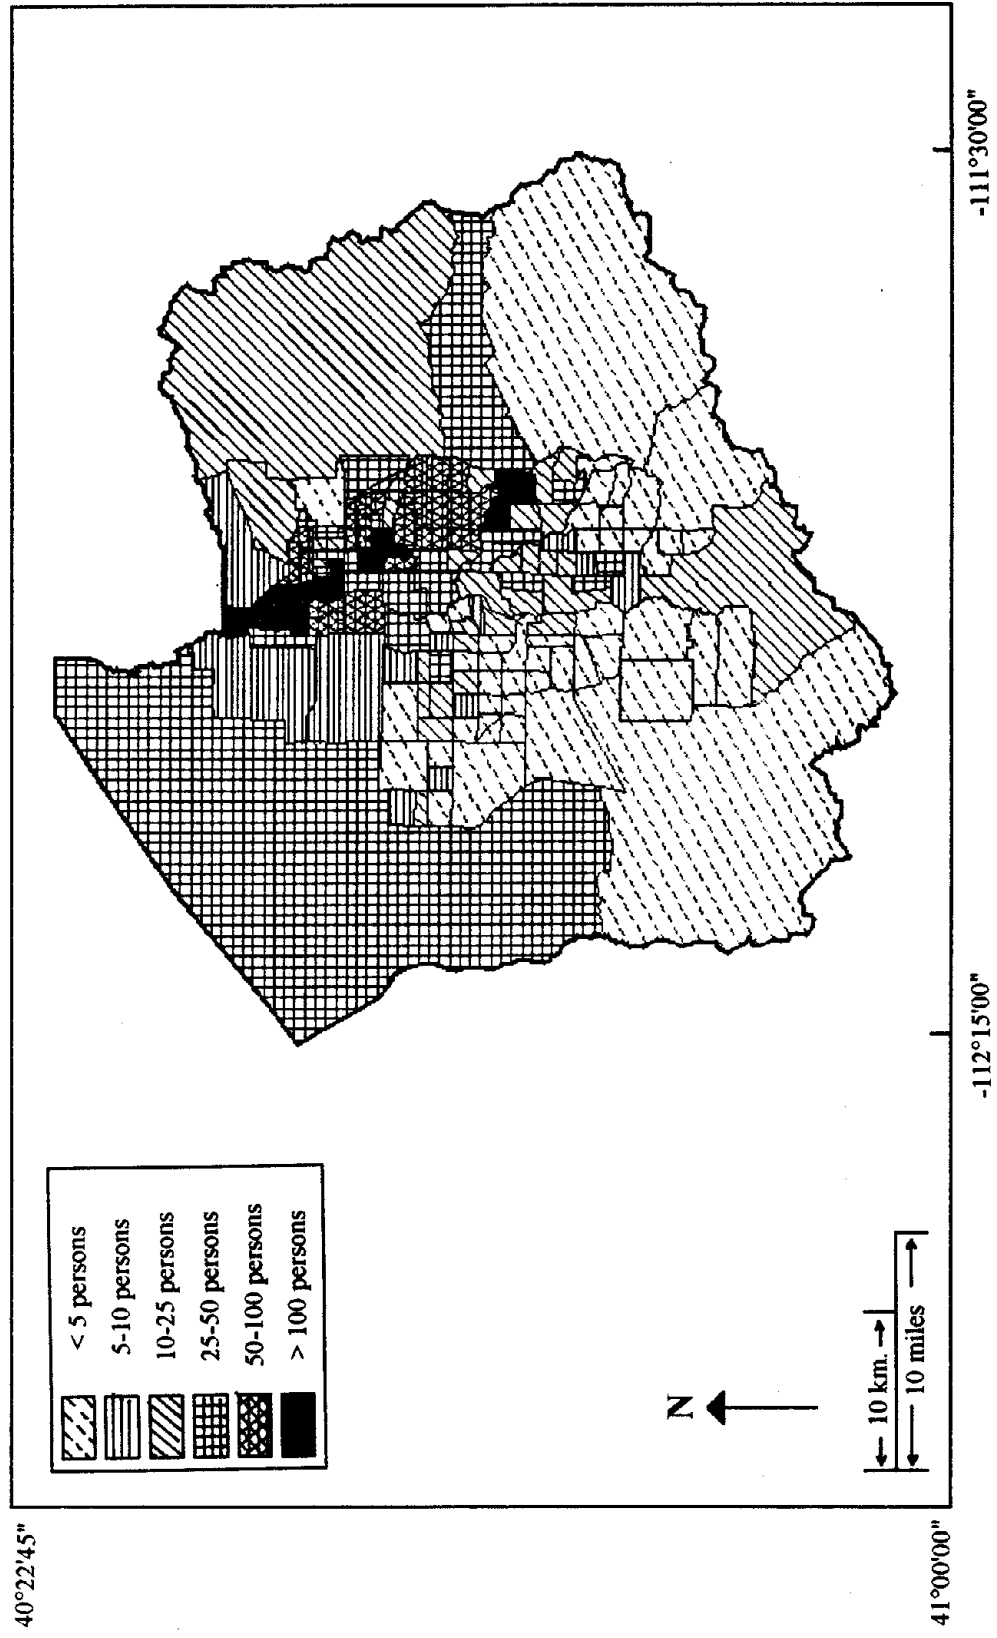 < 5 persons
5-10 persons
10-25 persons
25-50 persons
50-100 persons
> 100 persons
N
10 km.
10 miles
40°22'45"
41°00'00"
-112°15'00"
-111°30'00"